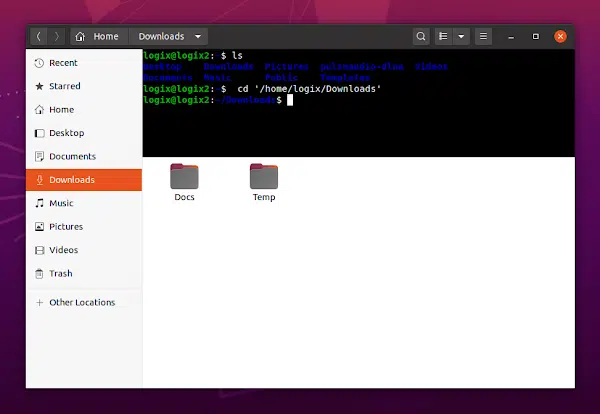 Home
Downloads
logix@logix2:~$ ls
Desktop Downloads Pictures pulseaudio-dlna Videos
Documents Music Public Templates
logix@logix2:~$ cd '/home/logix/Downloads'
logix@logix2:~/Downloads$
Recent
Starred
Home
Desktop
Documents
Downloads
Music
Pictures
Videos
Trash
Other Locations
Docs
Temp